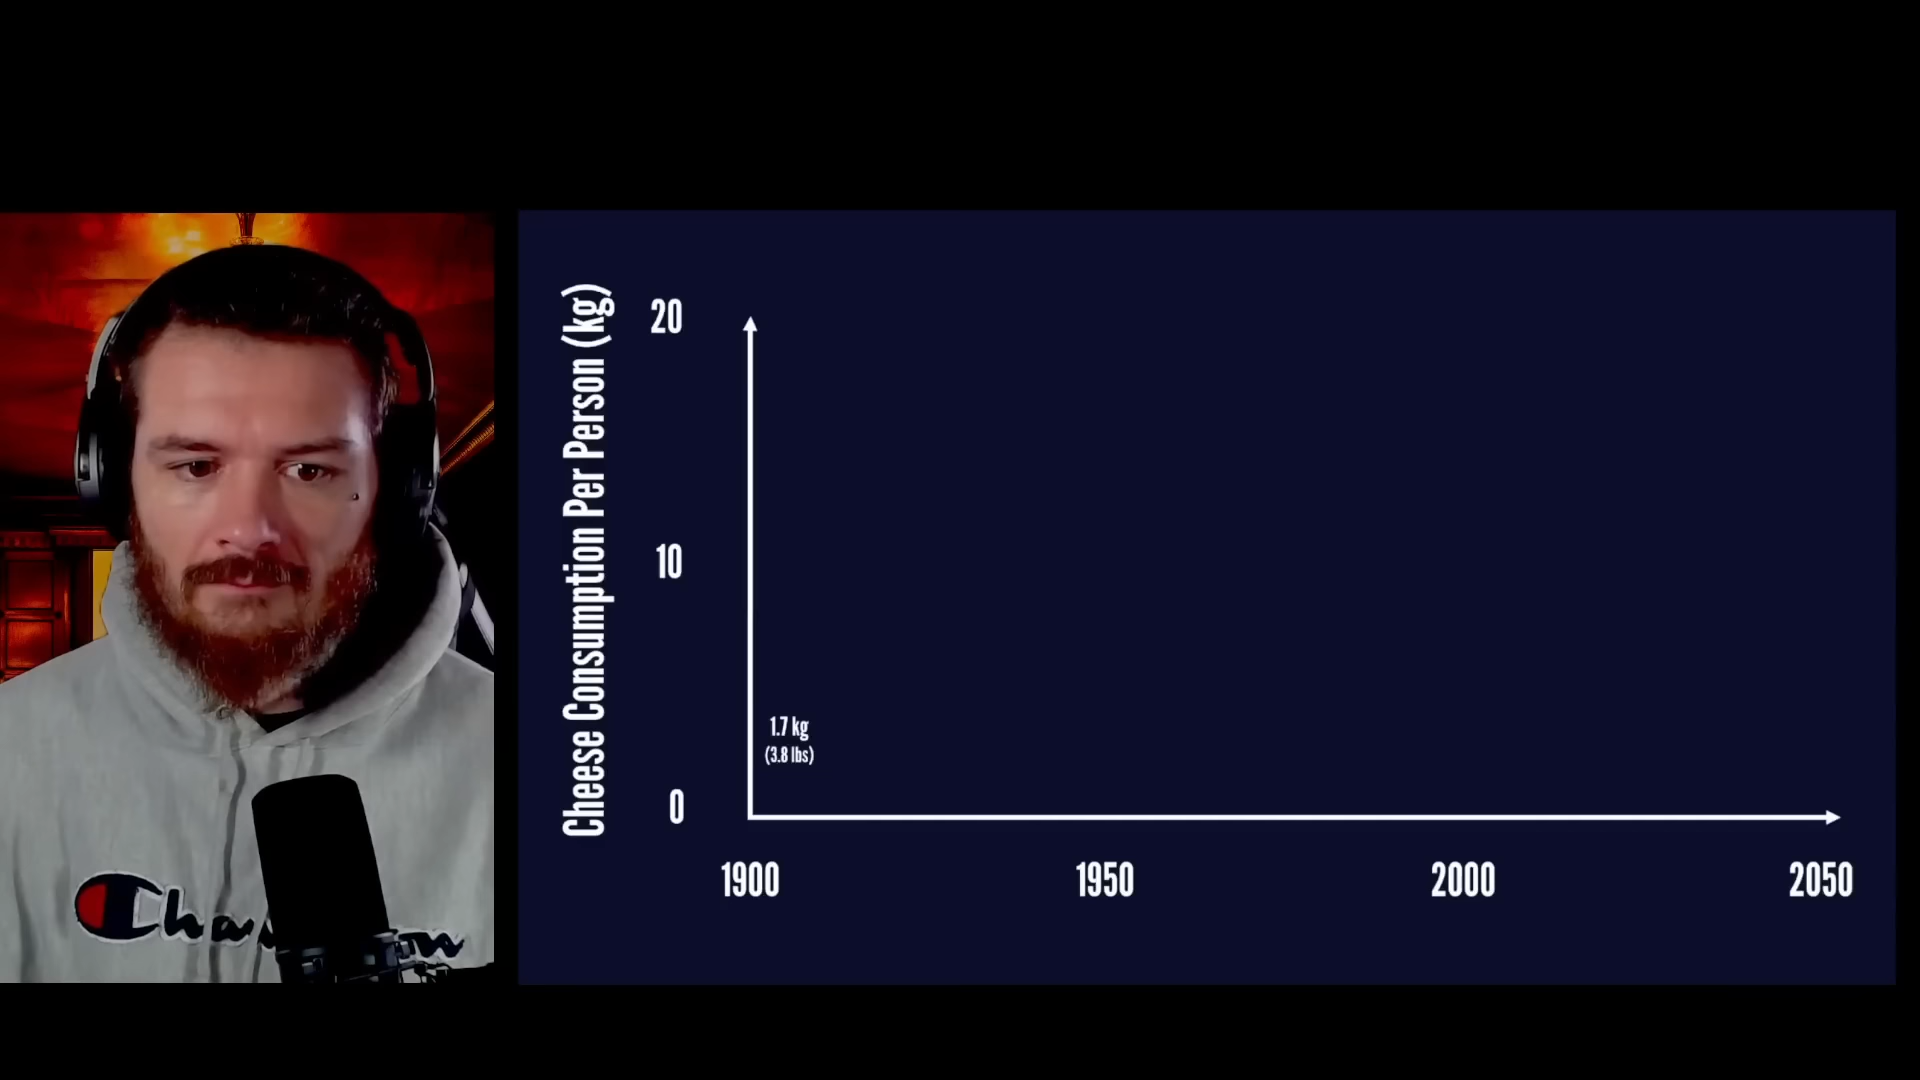 Cheese Consumption Per Person (kg)
20
10
0
1.7 kg
(3.8 lbs)
1900
1950
2000
2050